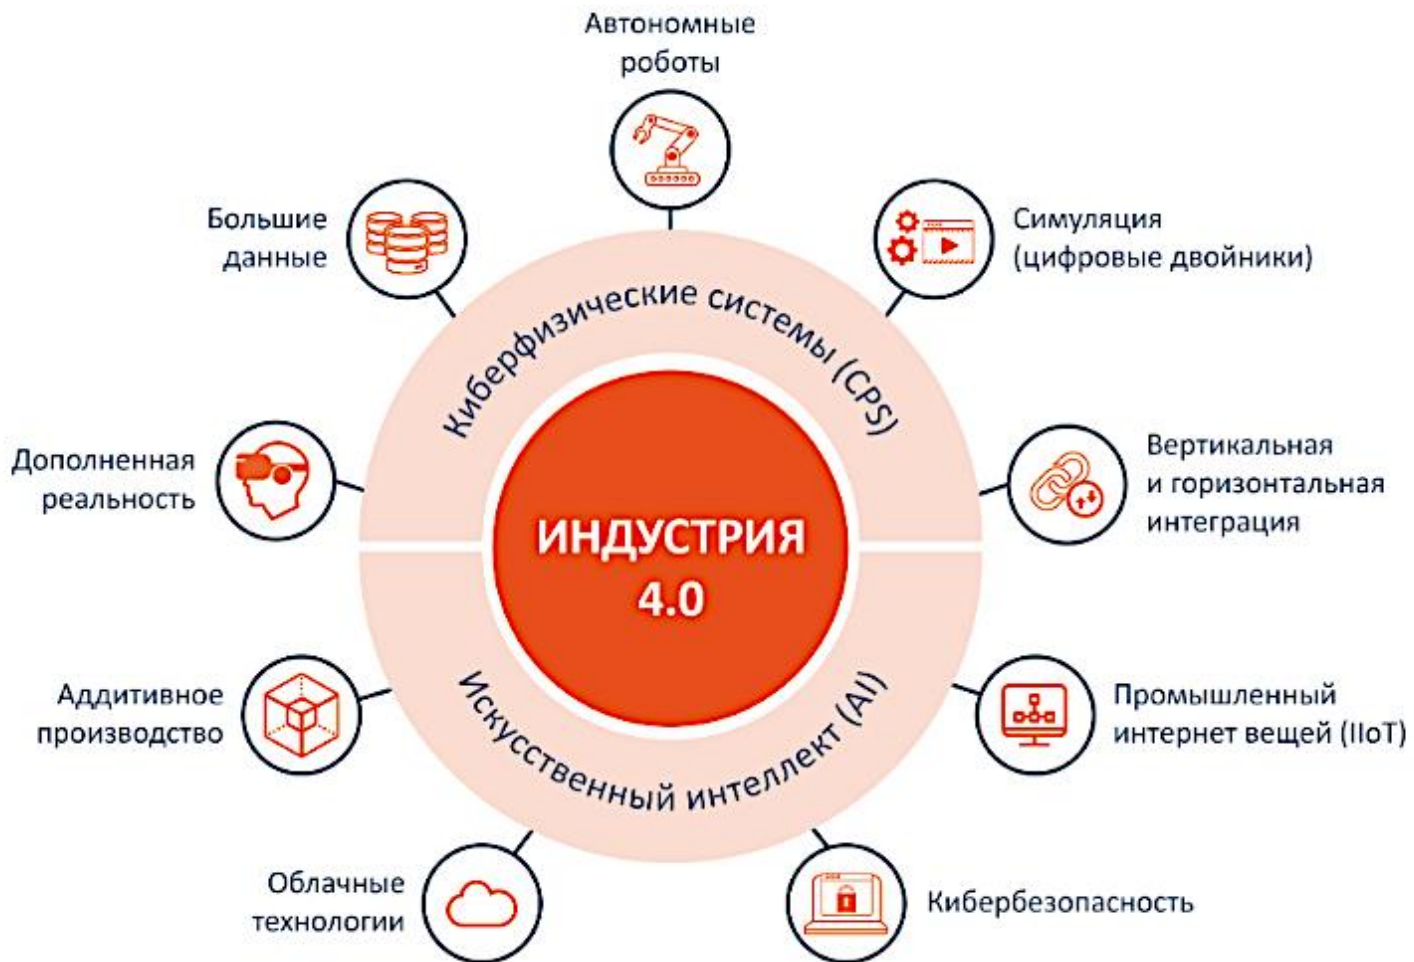 Автономные
роботы
Большие
данные
Симуляция
(цифровые двойники)
Киберфизические системы (CPS)
Дополненная
реальность
Вертикальная
и горизонтальная
интеграция
ИНДУСТРИЯ
4.0
Аддитивное
производство
Искусственный интеллект (AI)
Промышленный
интернет вещей (IIoT)
Облачные
технологии
Кибербезопасность